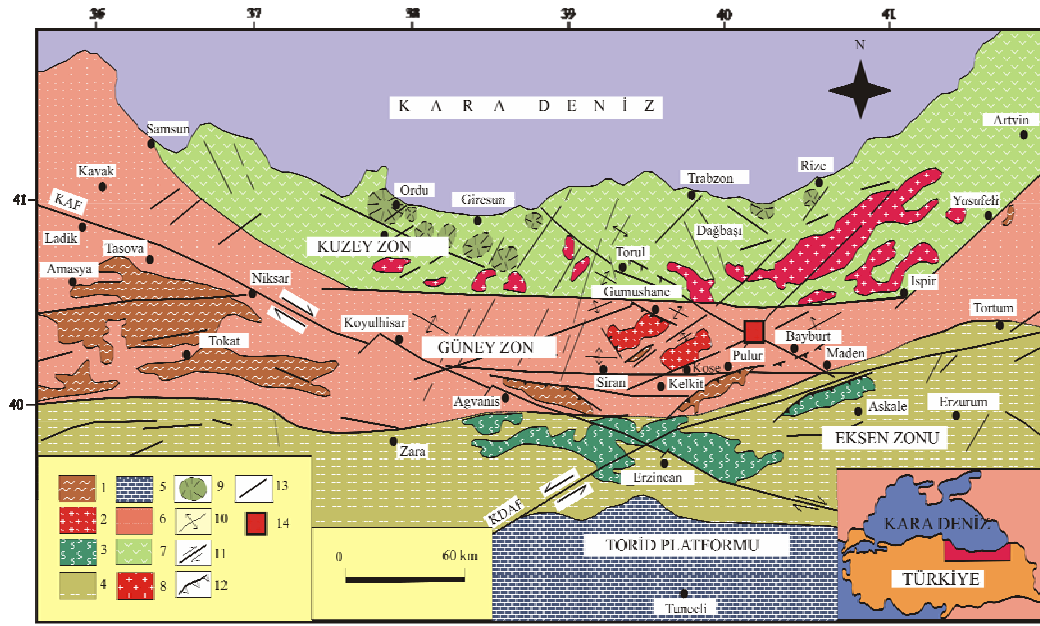 36 37 38 39 40 41
N
KARA DENİZ
Artvin
Samsun
Rize
Kavak
Trabzon
41
Ordu
Giresun
Yusufeli
KAF
Dağbaşı
Ladik
Tasova
KUZEY ZON
Torul
Amasya
Niksar
Gumushane
Ispir
Tortum
Koyulhisar
Tokat
GÜNEY ZON
Bayburt
Pulur
Maden
Kose
Siran
Kelkit
40
Agvanis
Askale
Erzurum
Zara
EKSEN ZONU
Erzincan
KDAF
1 5 9 13
2 6 10 14
3 7 11
4 8 12
0 60 km
TORİD PLATFORMU
Tunceli
KARA DENİZ
TÜRKİYE